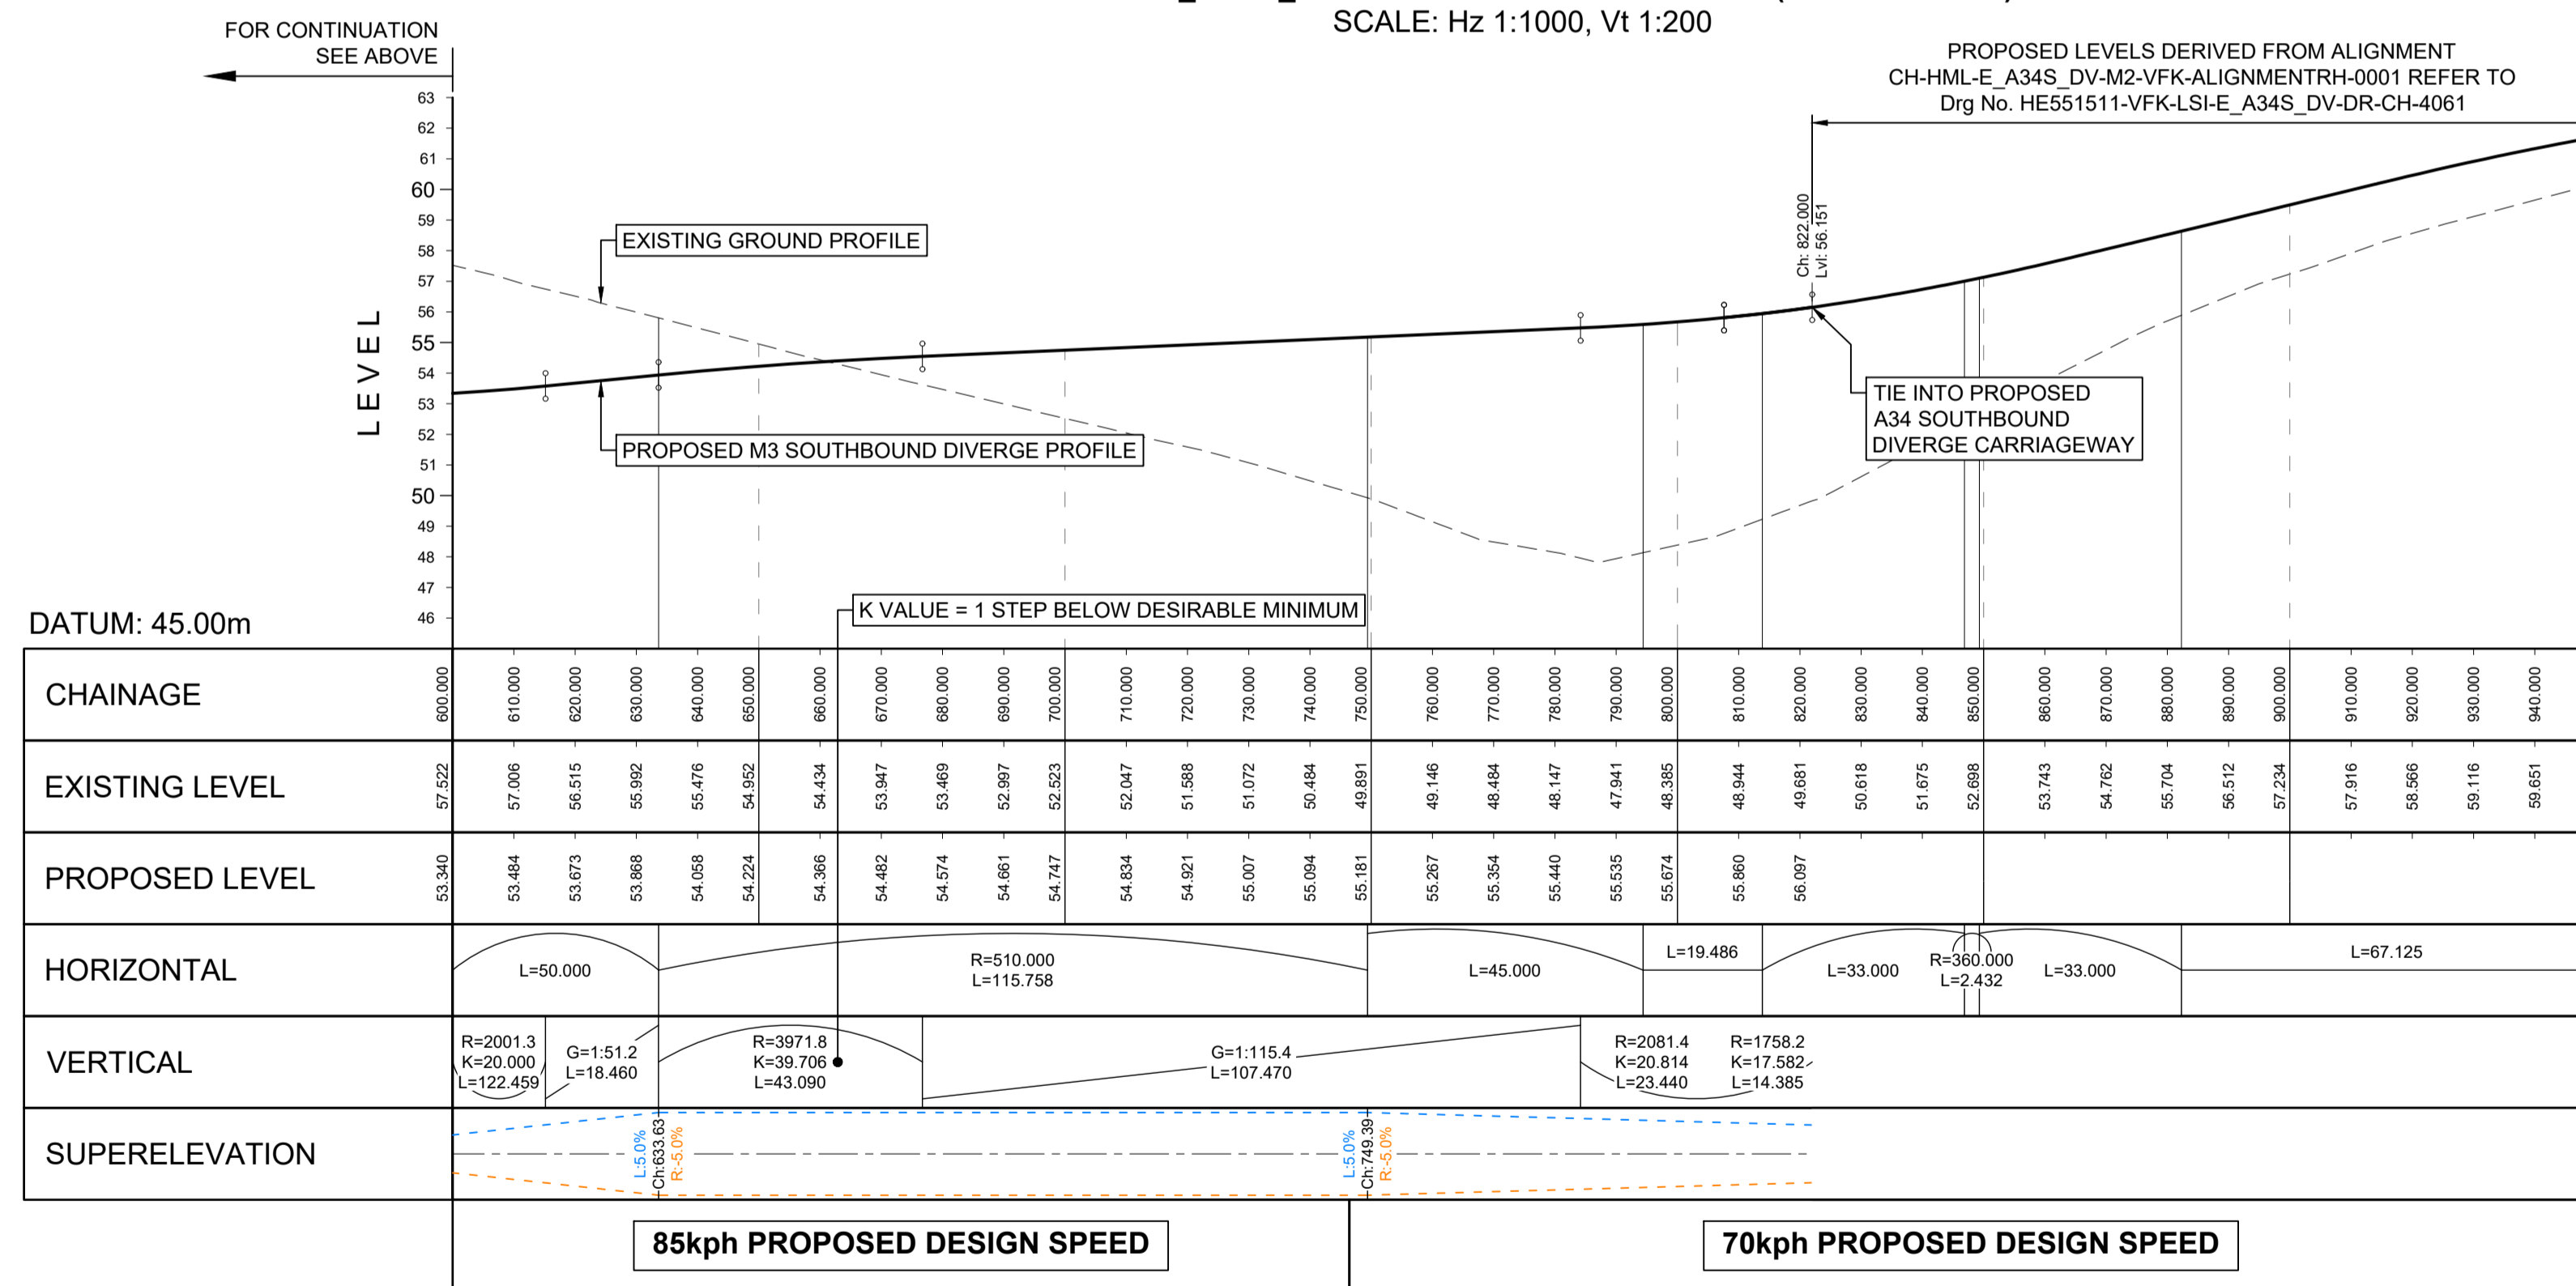 SCALE: Hz 1:1000, Vt 1:200
FOR CONTINUATION
SEE ABOVE
PROPOSED LEVELS DERIVED FROM ALIGNMENT
CH-HML-E_A34S_DV-M2-VFK-ALIGNMENTRH-0001 REFER TO
Drg No. HE551511-VFK-LSI-E_A34S_DV-DR-CH-4061
63
62
61
60
59
58
57
56
55
54
53
52
51
50
49
48
47
46
LEVEL
EXISTING GROUND PROFILE
PROPOSED M3 SOUTHBOUND DIVERGE PROFILE
Ch: 822.000
Lvl: 56.151
TIE INTO PROPOSED
A34 SOUTHBOUND
DIVERGE CARRIAGEWAY
K VALUE = 1 STEP BELOW DESIRABLE MINIMUM
DATUM: 45.00m
CHAINAGE
600.000 610.000 620.000 630.000 640.000 650.000 660.000 670.000 680.000 690.000 700.000 710.000 720.000 730.000 740.000 750.000 760.000 770.000 780.000 790.000 800.000 810.000 820.000 830.000 840.000 850.000 860.000 870.000 880.000 890.000 900.000 910.000 920.000 930.000 940.000
EXISTING LEVEL
57.522 57.006 56.515 55.992 55.476 54.952 54.434 53.947 53.469 52.997 52.523 52.047 51.588 51.072 50.484 49.891 49.146 48.484 48.147 47.941 48.385 48.944 49.681 50.618 51.675 52.698 53.743 54.762 55.704 56.512 57.234 57.916 58.566 59.116 59.651
PROPOSED LEVEL
53.340 53.484 53.673 53.868 54.058 54.224 54.366 54.482 54.574 54.661 54.747 54.834 54.921 55.007 55.094 55.181 55.267 55.354 55.440 55.535 55.674 55.860 56.097
HORIZONTAL
L=50.000
R=510.000
L=115.758
L=45.000
L=19.486
L=33.000
R=360.000
L=2.432
L=33.000
L=67.125
VERTICAL
R=2001.3
K=20.000
L=122.459
G=1:51.2
L=18.460
R=3971.8
K=39.706
L=43.090
G=1:115.4
L=107.470
R=2081.4
K=20.814
L=23.440
R=1758.2
K=17.582
L=14.385
SUPERELEVATION
L:5.0%
Ch:633.63
R:-5.0%
L:5.0%
Ch:749.39
R:-5.0%
85kph PROPOSED DESIGN SPEED
70kph PROPOSED DESIGN SPEED